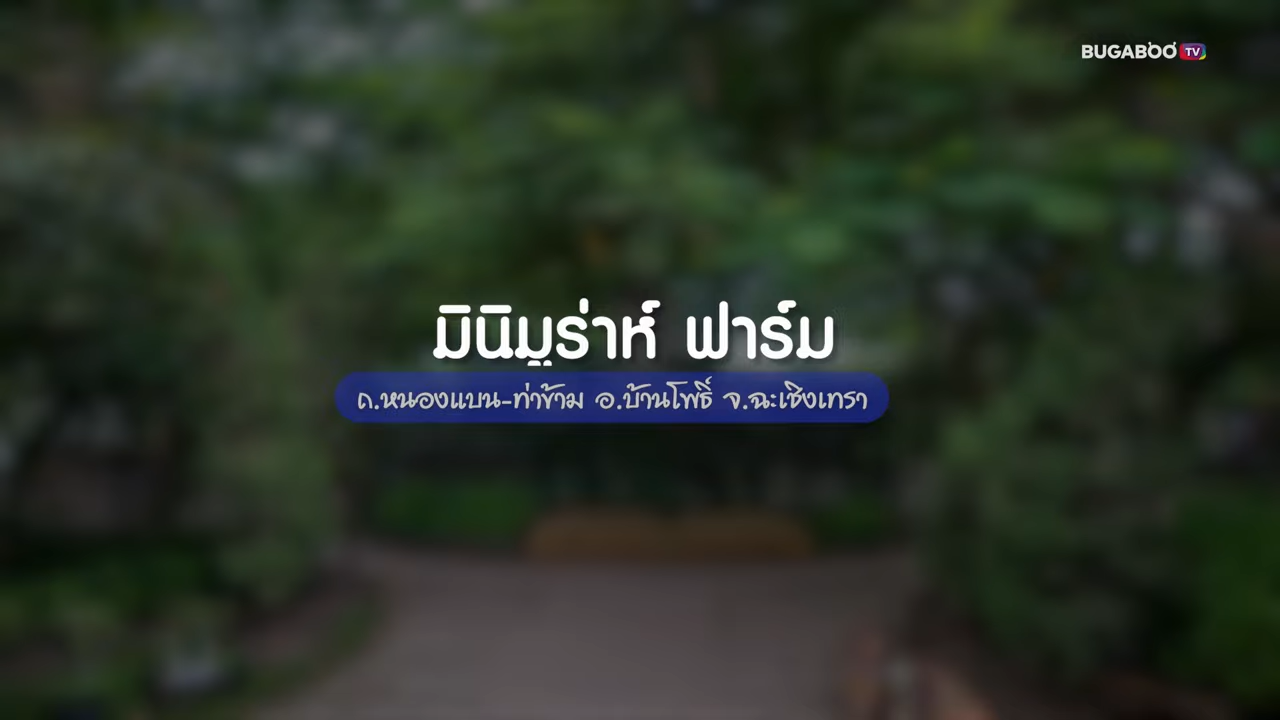 BUGABOO TV
มินิมูร่าห์ ฟาร์ม
ถ.หนองแบน-ท่าข้าม อ.บ้านโพธิ์ จ.ฉะเชิงเทรา